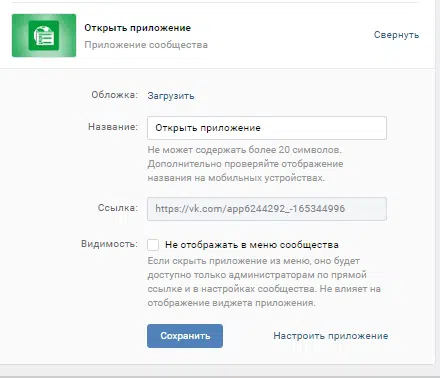 Открыть приложение
Приложение сообщества
Свернуть
Обложка: Загрузить
Название: Открыть приложение
Не может содержать более 20 символов.
Дополнительно проверяйте отображение
названия на мобильных устройствах.
Ссылка: https://vk.com/app6244292_-165344996
Видимость: Не отображать в меню сообщества
Если скрыть приложение из меню, оно будет
доступно только администраторам по прямой
ссылке и в настройках сообщества. Не влияет на
отображение виджета приложения.
Сохранить
Настроить приложение